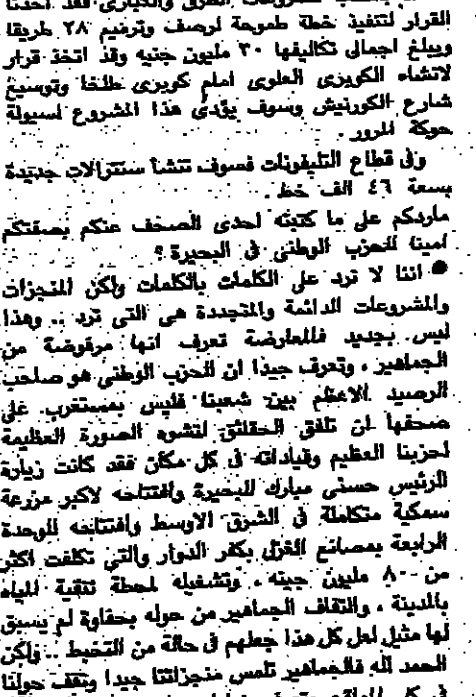 القرار لتنفيذ خطة طموحة لرصف وترميم ٢٨ طريقا
ويبلغ اجمالى تكاليفها ٣٠ مليون جنيه وقد اتخذ قرار
لانشاء الكوبرى العلوى امام كوبرى طلخا وتوسيع
شارع الكورنيش وسوف يؤدى هذا المشروع لسيولة
حركة المرور .
وفى قطاع التليفونات فسوف تنشأ سنترالات جديدة
بسعة ٤٦ الف خط .
ماردكم على ما كتبته احدى الصحف عنكم بصفتكم
امينا للحزب الوطنى فى البحيرة ؟
● اننا لا نرد على الكلمات بالكلمات ولكن المنجزات
والمشروعات الدائمة والمتجددة هى التى ترد .. وهذا
ليس بجديد فالمعارضة تعرف انها مرفوضة من
الجماهير ، وتعرف جيدا ان الحزب الوطنى هو صاحب
الرصيد الاعظم بين شعبنا فليس بمستغرب على
صحفها ان تلفق الحقائق لتشوه الصورة العظيمة
لحزبنا العظيم وقياداته فى كل مكان فقد كانت زيارة
الرئيس حسنى مبارك للبحيرة وافتتاحه لاكبر مزرعة
سمكية متكاملة فى الشرق الاوسط وافتتاحه للوحدة
الرابعة بمصانع الغزل بكفر الدوار والتي تكلفت اكثر
من ٨٠ مليون جنيه ، وتشغيله لمحطة تنقية المياه
بالمدينة ، والتفاف الجماهير من حوله بحفاوة لم يسبق
لها مثيل لعل كل هذا جعلهم فى حالة من التخبط .. ولكن
الحمد لله فالجماهير تلمس منجزاتنا جيدا وتقف حولنا